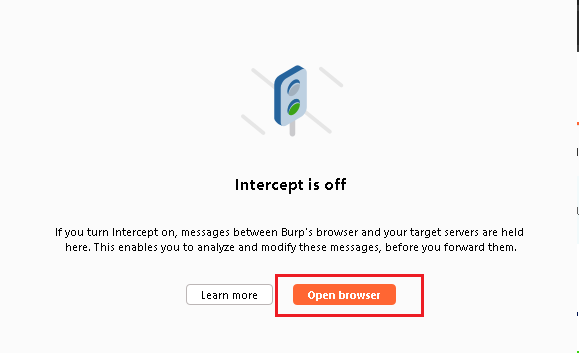 Intercept is off
If you turn Intercept on, messages between Burp's browser and your target servers are held
here. This enables you to analyze and modify these messages, before you forward them.
Learn more
Open browser